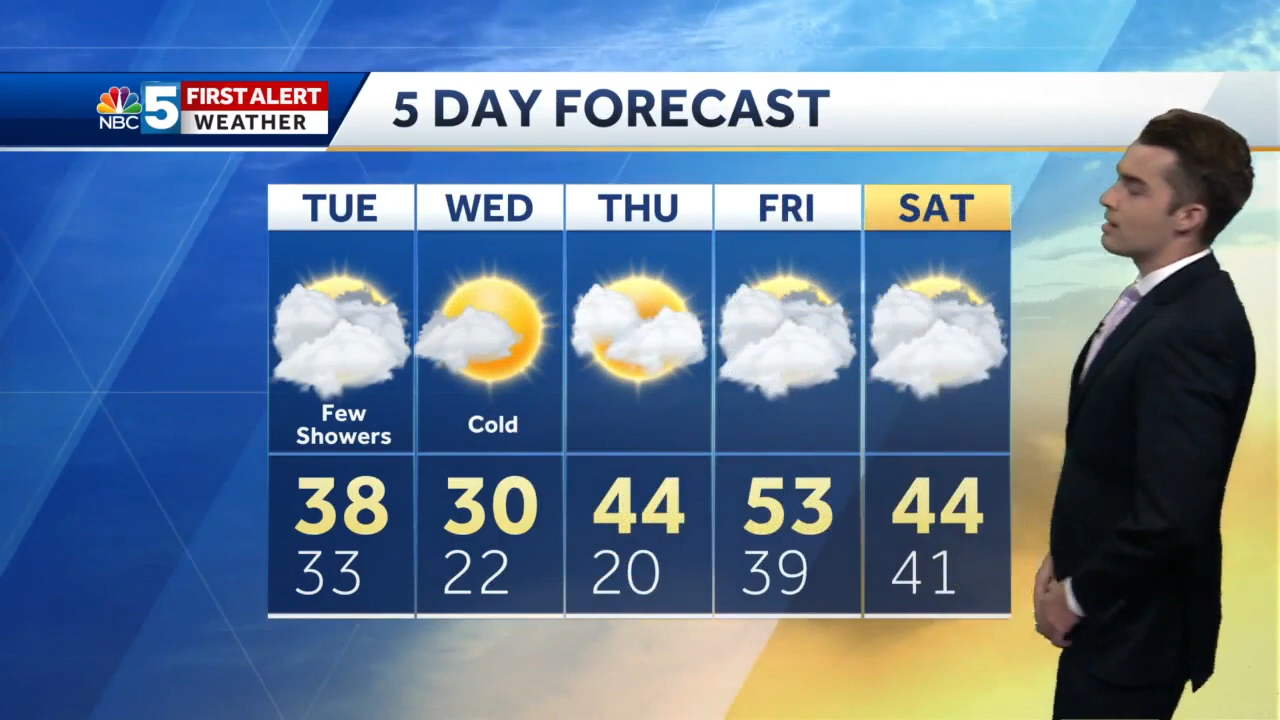 NBC 5 FIRST ALERT WEATHER
5 DAY FORECAST
TUE WED THU FRI SAT
Few Showers
Cold
38 30 44 53 44
33 22 20 39 41